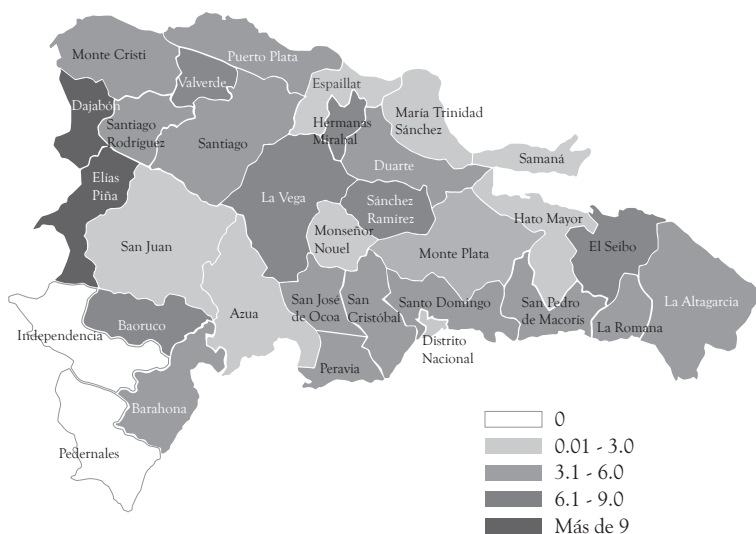 Monte Cristi
Puerto Plata
Valverde
Espaillat
Dajabón
María Trinidad
Sánchez
Santiago
Rodríguez
Santiago
Hermanas
Mirabal
Samaná
Duarte
Elías
Piña
La Vega
Sánchez
Ramírez
Hato Mayor
San Juan
Monseñor
Nouel
Monte Plata
El Seibo
La Altagarcia
San José
de Ocoa
San
Cristóbal
Santo Domingo
San Pedro
de Macorís
Azua
Baoruco
La Romana
Independencia
Distrito
Nacional
Peravia
Barahona
Pedernales
0
0.01 - 3.0
3.1 - 6.0
6.1 - 9.0
Más de 9